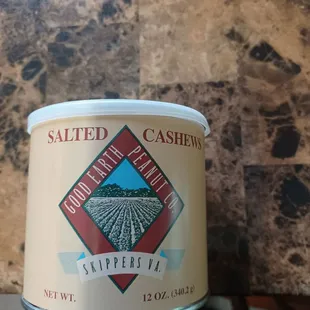 SALTED CASHEWS
GOOD EARTH
PEANUT CO.
SKIPPERS VA.
NET WT. 12 OZ. (340.2 g)